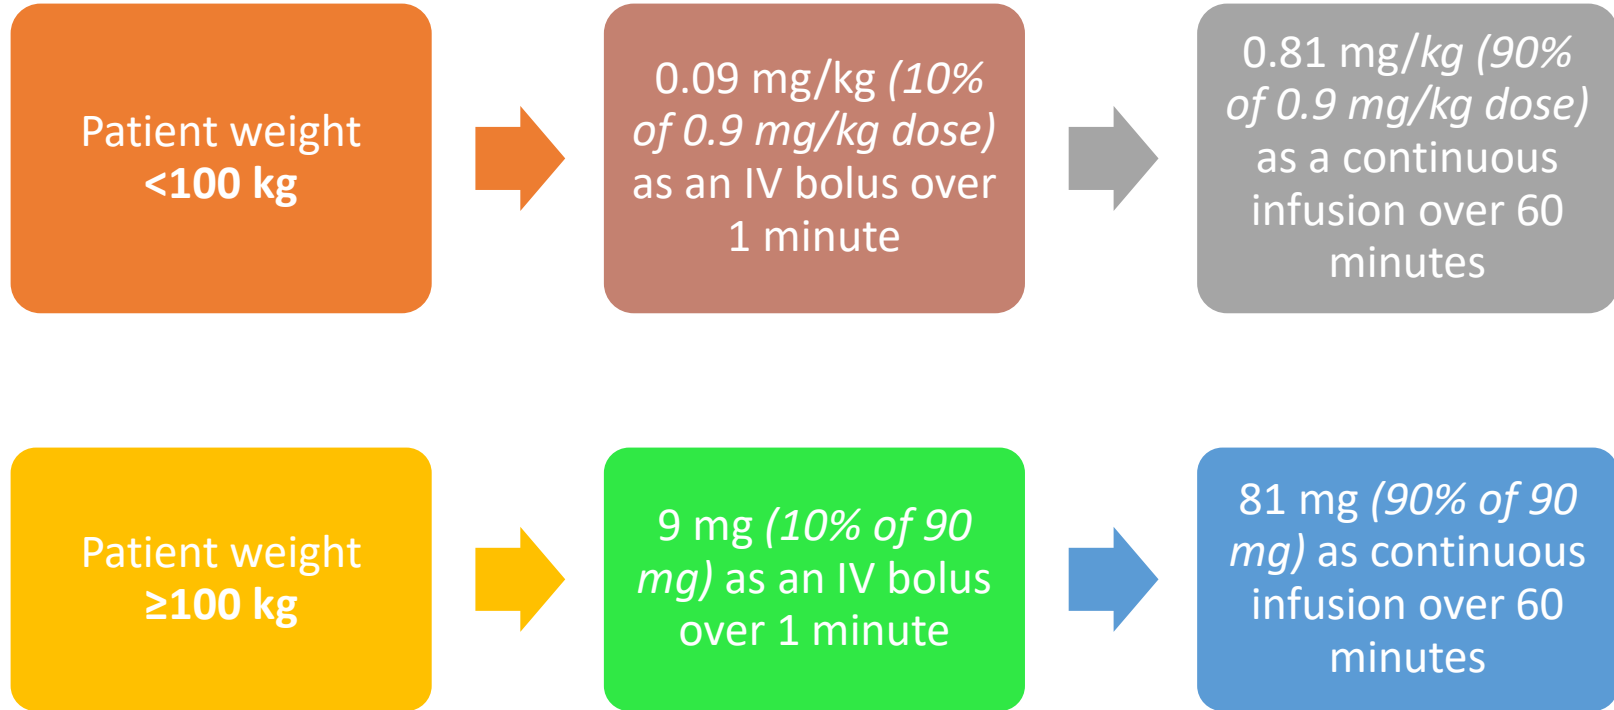 Patient weight
<100 kg
0.09 mg/kg (10%
of 0.9 mg/kg dose)
as an IV bolus over
1 minute
0.81 mg/kg (90%
of 0.9 mg/kg dose)
as a continuous
infusion over 60
minutes
Patient weight
≥100 kg
9 mg (10% of 90
mg) as an IV bolus
over 1 minute
81 mg (90% of 90
mg) as continuous
infusion over 60
minutes